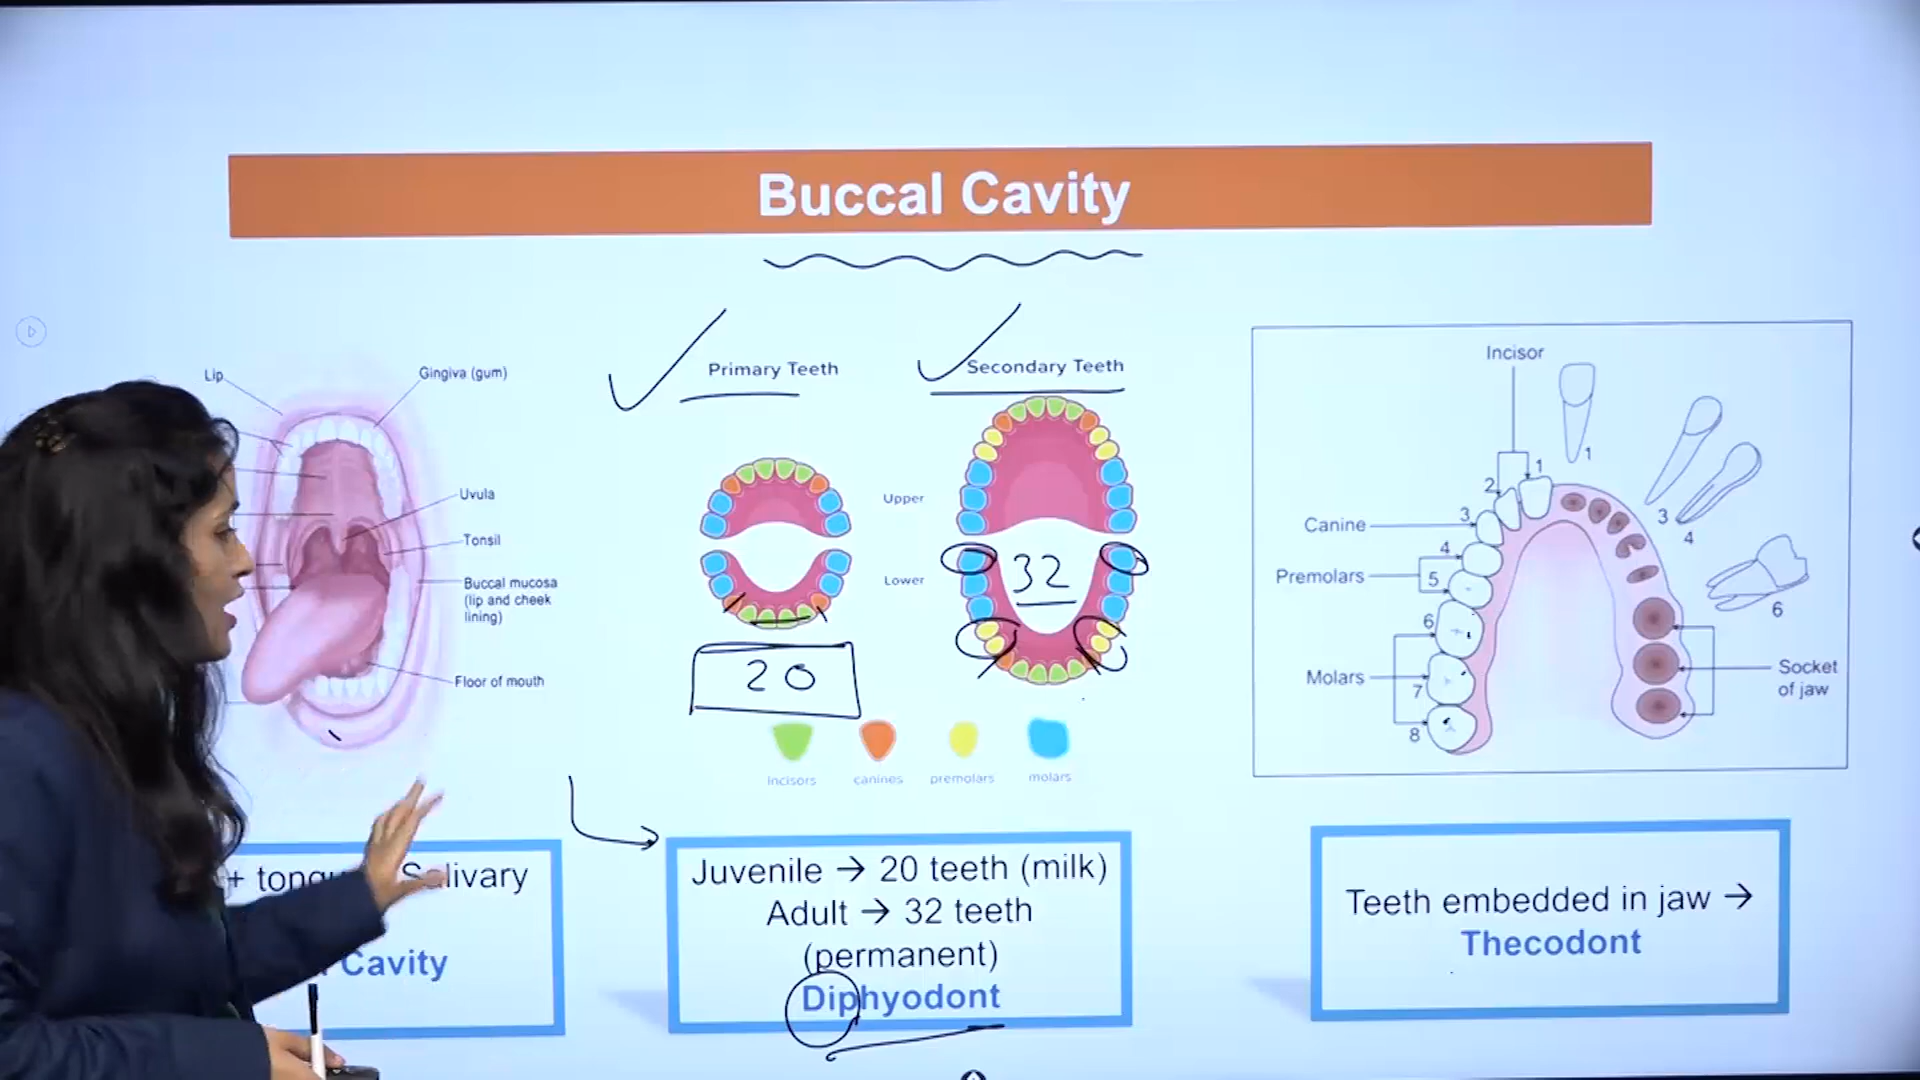 Buccal Cavity
Lip
Gingiva (gum)
Uvula
Tonsil
Buccal mucosa
(lip and cheek
lining)
Floor of mouth
+ Salivary
Cavity
Primary Teeth
Secondary Teeth
Upper
Lower
32
20
incisors
canines
premolars
molars
Juvenile → 20 teeth (milk)
Adult → 32 teeth
(permanent)
Diphyodont
Incisor
1
1
2
3
Canine
3
4
4
Premolars
5
6
6
Molars
7
8
Socket
of jaw
Teeth embedded in jaw →
Thecodont